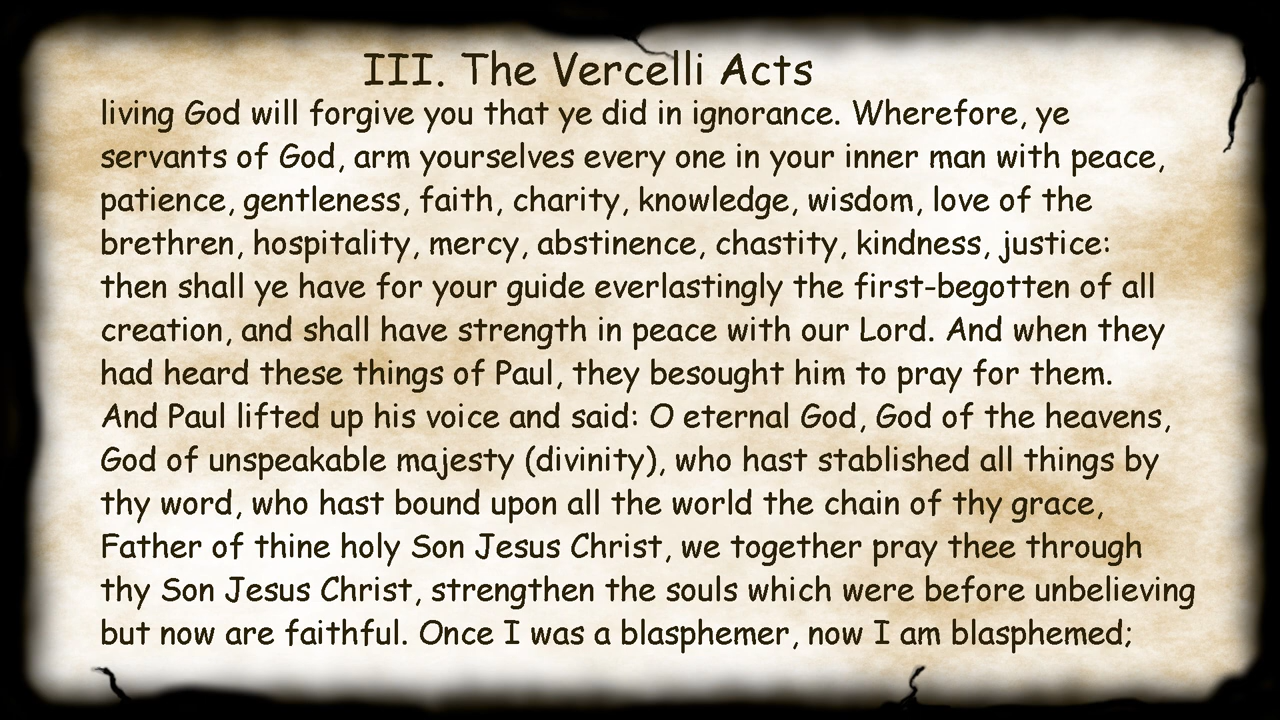 III. The Vercelli Acts
living God will forgive you that ye did in ignorance. Wherefore, ye
servants of God, arm yourselves every one in your inner man with peace,
patience, gentleness, faith, charity, knowledge, wisdom, love of the
brethren, hospitality, mercy, abstinence, chastity, kindness, justice:
then shall ye have for your guide everlastingly the first-begotten of all
creation, and shall have strength in peace with our Lord. And when they
had heard these things of Paul, they besought him to pray for them.
And Paul lifted up his voice and said: O eternal God, God of the heavens,
God of unspeakable majesty (divinity), who hast stablished all things by
thy word, who hast bound upon all the world the chain of thy grace,
Father of thine holy Son Jesus Christ, we together pray thee through
thy Son Jesus Christ, strengthen the souls which were before unbelieving
but now are faithful. Once I was a blasphemer, now I am blasphemed;